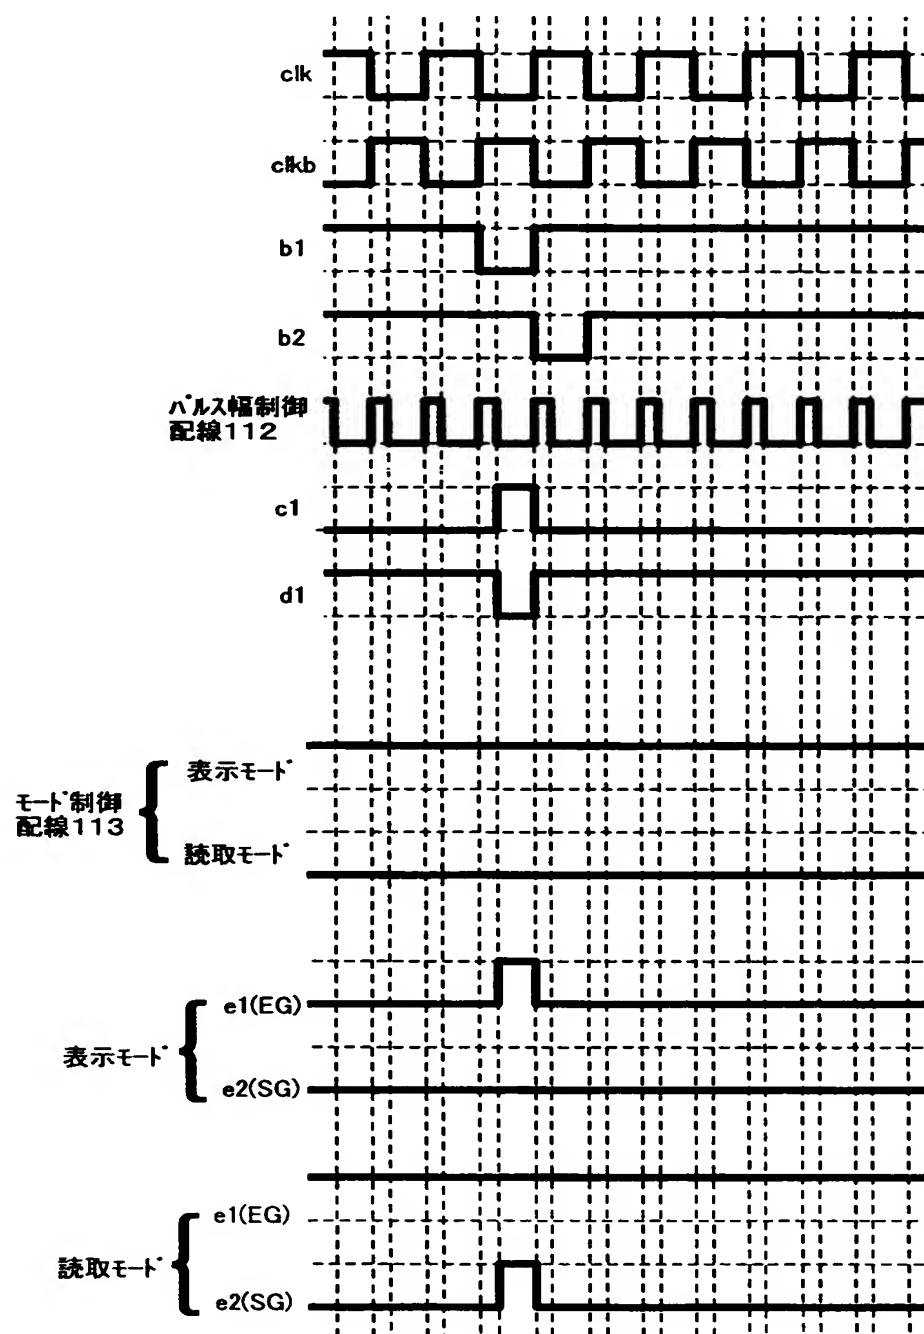 clk
clkb
b1
b2
パルス幅制御
配線112
c1
d1
表示モード
モード制御
配線113
読取モード
e1(EG)
表示モード
e2(SG)
e1(EG)
読取モード
e2(SG)